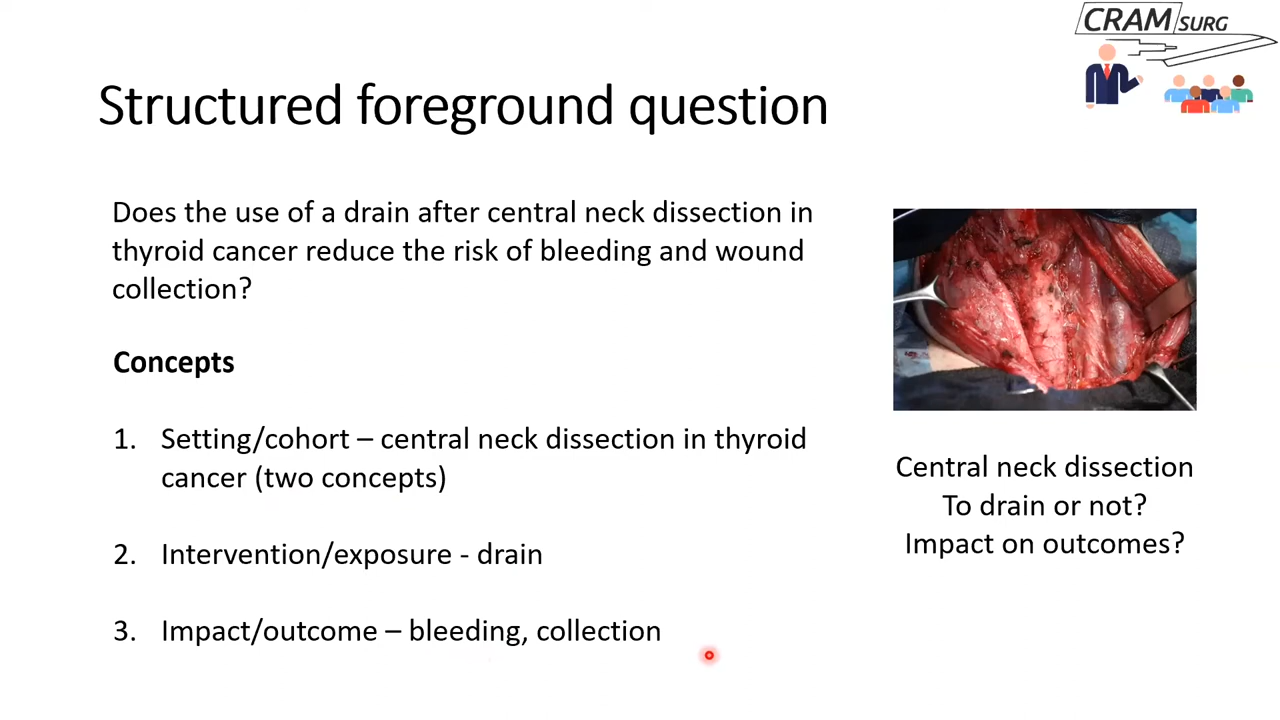 CRAM SURG
Structured foreground question
Does the use of a drain after central neck dissection in
thyroid cancer reduce the risk of bleeding and wound
collection?
Concepts
1. Setting/cohort – central neck dissection in thyroid
cancer (two concepts)
2. Intervention/exposure - drain
3. Impact/outcome – bleeding, collection
Central neck dissection
To drain or not?
Impact on outcomes?